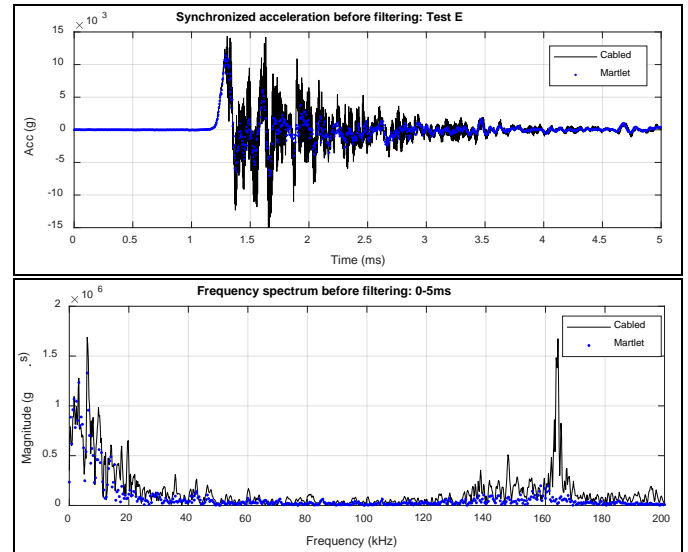 Synchronized acceleration before filtering: Test E
× 10 3
15
10
5
0
-5
-10
-15
Acc (g)
Cabled
Martlet
0 0.5 1 1.5 2 2.5 3 3.5 4 4.5 5
Time (ms)
Frequency spectrum before filtering: 0-5ms
× 10 6
2
1.5
1
0.5
0
Magnitude (g . s)
Cabled
Martlet
0 20 40 60 80 100 120 140 160 180 200
Frequency (kHz)